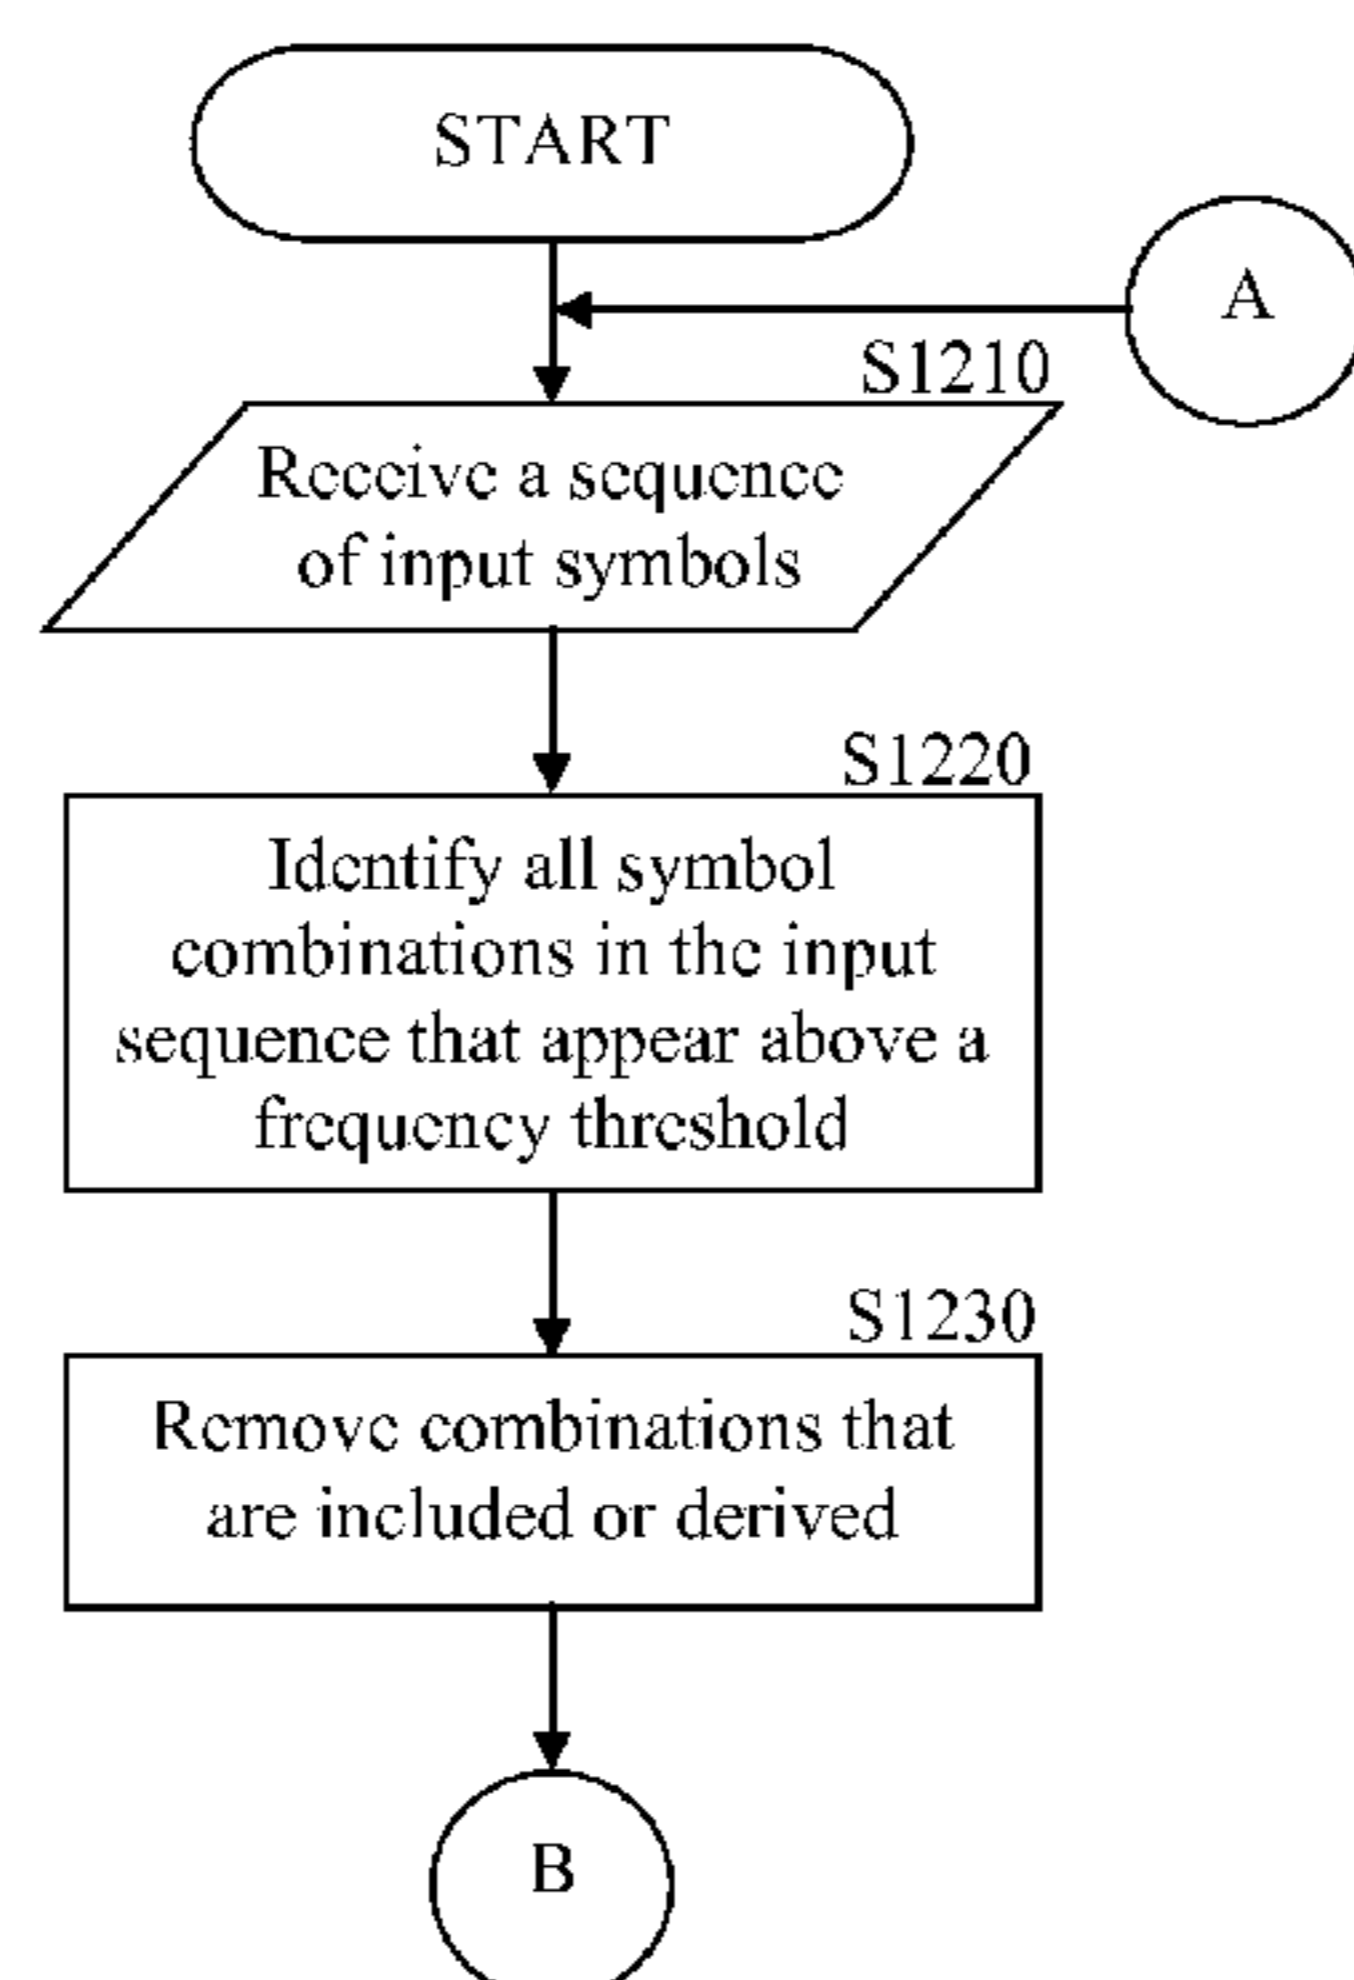 START
A
S1210
Receive a sequence
of input symbols
S1220
Identify all symbol
combinations in the input
sequence that appear above a
frequency threshold
S1230
Remove combinations that
are included or derived
B